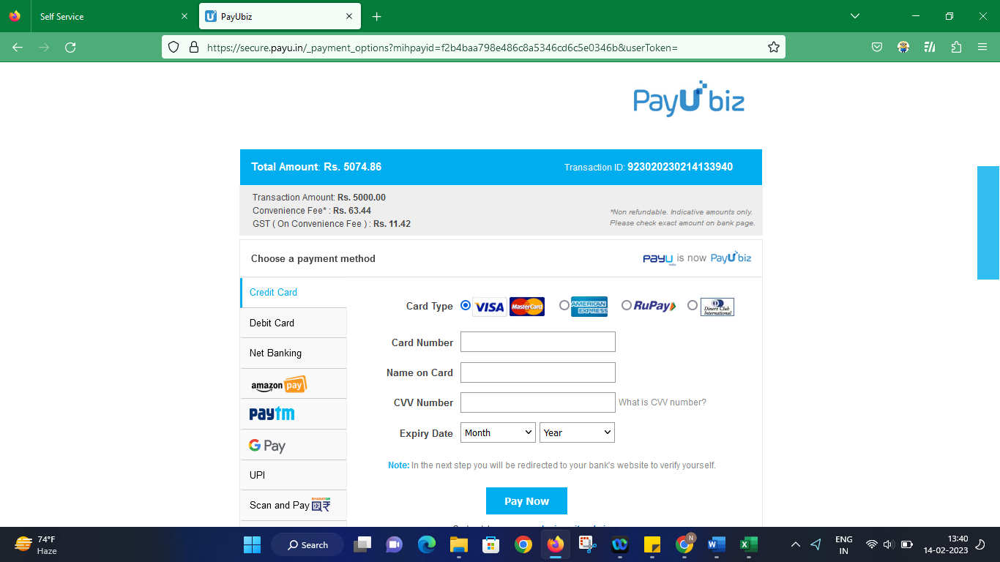 Self Service
PayUbiz
https://secure.payu.in/_payment_options?mihpayid=f2b4baa798e486c8a5346cd6c5e0346b&userToken=
PayUbiz
Total Amount: Rs. 5074.86
Transaction ID: 923020230214133940
Transaction Amount: Rs. 5000.00
Convenience Fee* : Rs. 63.44
GST ( On Convenience Fee ) : Rs. 11.42
*Non refundable. Indicative amounts only.
Please check exact amount on bank page.
Choose a payment method
PayU india is now PayUbiz
Credit Card
Debit Card
Net Banking
amazon pay
Paytm
G Pay
UPI
Scan and Pay BHARATQR
Card Type VISA MasterCard AMERICAN EXPRESS RuPay Diners Club International
Card Number
Name on Card
CVV Number What is CVV number?
Expiry Date Month Year
Note: In the next step you will be redirected to your bank's website to verify yourself.
Pay Now
74°F
Haze
Search
N
ENG
IN
13:40
14-02-2023